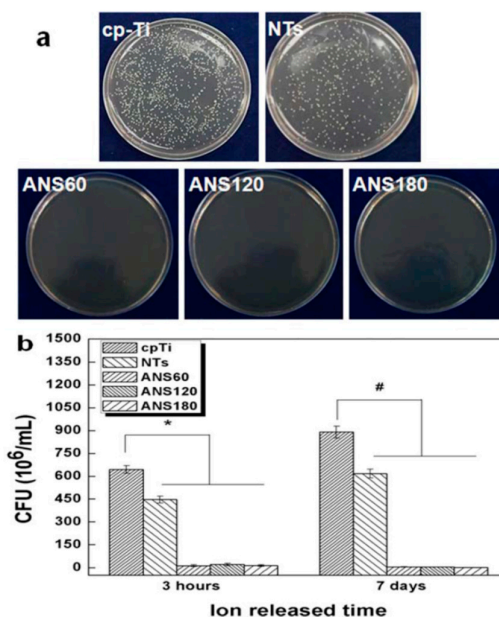 a
cp-Ti
NTs
ANS60
ANS120
ANS180
b
1500
1350
1200
1050
900
750
600
450
300
150
0
CFU (10⁶/mL)
cpTi
NTs
ANS60
ANS120
ANS180
*
#
3 hours
7 days
Ion released time